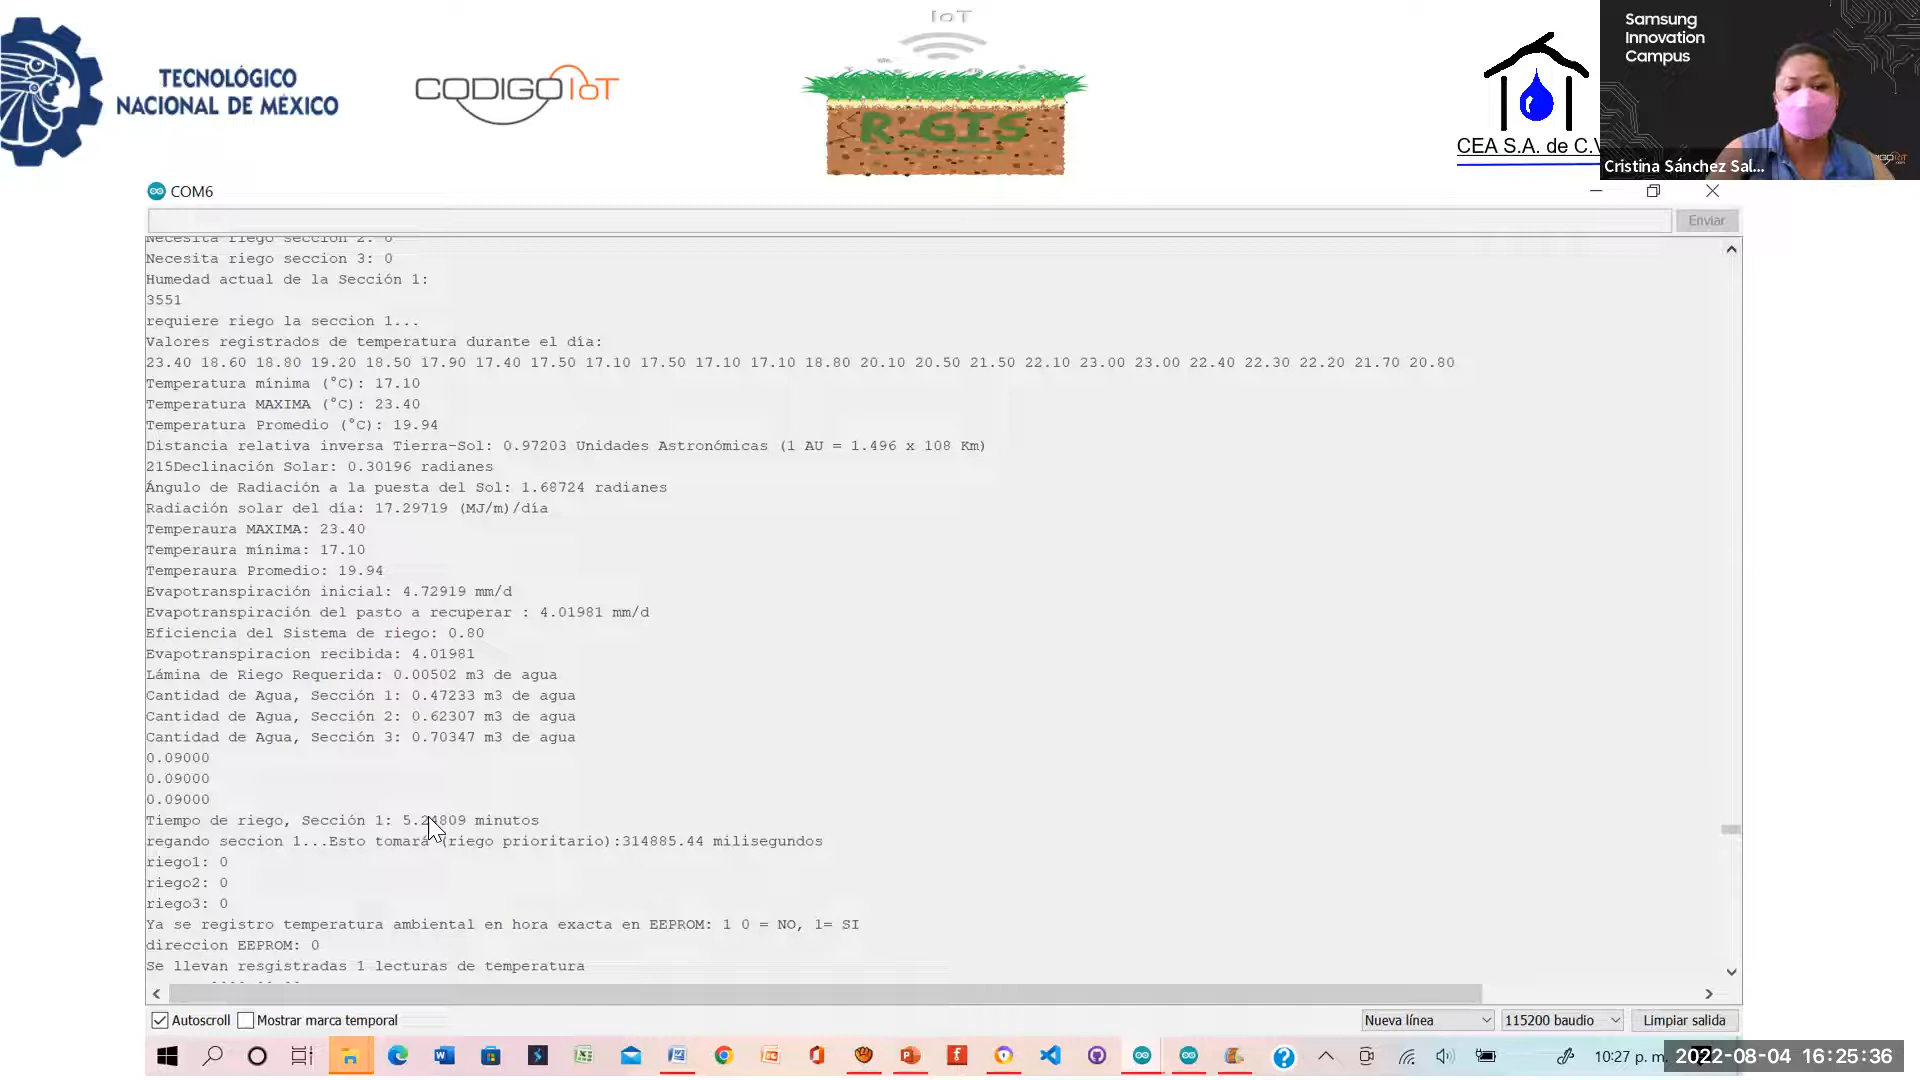 IoT
TECNOLÓGICO
NACIONAL DE MÉXICO
CODIGO IoT
R-GIS
CEA S.A. de C.V
Samsung
Innovation
Campus
Cristina Sánchez Sal...
COM6
Enviar
Necesita riego seccion 2: 0
Necesita riego seccion 3: 0
Humedad actual de la Sección 1:
3551
requiere riego la seccion 1...
Valores registrados de temperatura durante el día:
23.40 18.60 18.80 19.20 18.50 17.90 17.40 17.50 17.10 17.50 17.10 17.10 18.80 20.10 20.50 21.50 22.10 23.00 23.00 22.40 22.30 22.20 21.70 20.80
Temperatura mínima (°C): 17.10
Temperatura MAXIMA (°C): 23.40
Temperatura Promedio (°C): 19.94
Distancia relativa inversa Tierra-Sol: 0.97203 Unidades Astronómicas (1 AU = 1.496 x 108 Km)
215Declinación Solar: 0.30196 radianes
Ángulo de Radiación a la puesta del Sol: 1.68724 radianes
Radiación solar del día: 17.29719 (MJ/m)/día
Temperaura MAXIMA: 23.40
Temperaura mínima: 17.10
Temperaura Promedio: 19.94
Evapotranspiración inicial: 4.72919 mm/d
Evapotranspiración del pasto a recuperar : 4.01981 mm/d
Eficiencia del Sistema de riego: 0.80
Evapotranspiracion recibida: 4.01981
Lámina de Riego Requerida: 0.00502 m3 de agua
Cantidad de Agua, Sección 1: 0.47233 m3 de agua
Cantidad de Agua, Sección 2: 0.62307 m3 de agua
Cantidad de Agua, Sección 3: 0.70347 m3 de agua
0.09000
0.09000
0.09000
Tiempo de riego, Sección 1: 5.24809 minutos
regando seccion 1...Esto tomará (riego prioritario):314885.44 milisegundos
riego1: 0
riego2: 0
riego3: 0
Ya se registro temperatura ambiental en hora exacta en EEPROM: 1 0 = NO, 1= SI
direccion EEPROM: 0
Se llevan resgistradas 1 lecturas de temperatura
Autoscroll Mostrar marca temporal
Nueva línea
115200 baudio
Limpiar salida
10:27 p. m.
2022-08-04 16:25:36